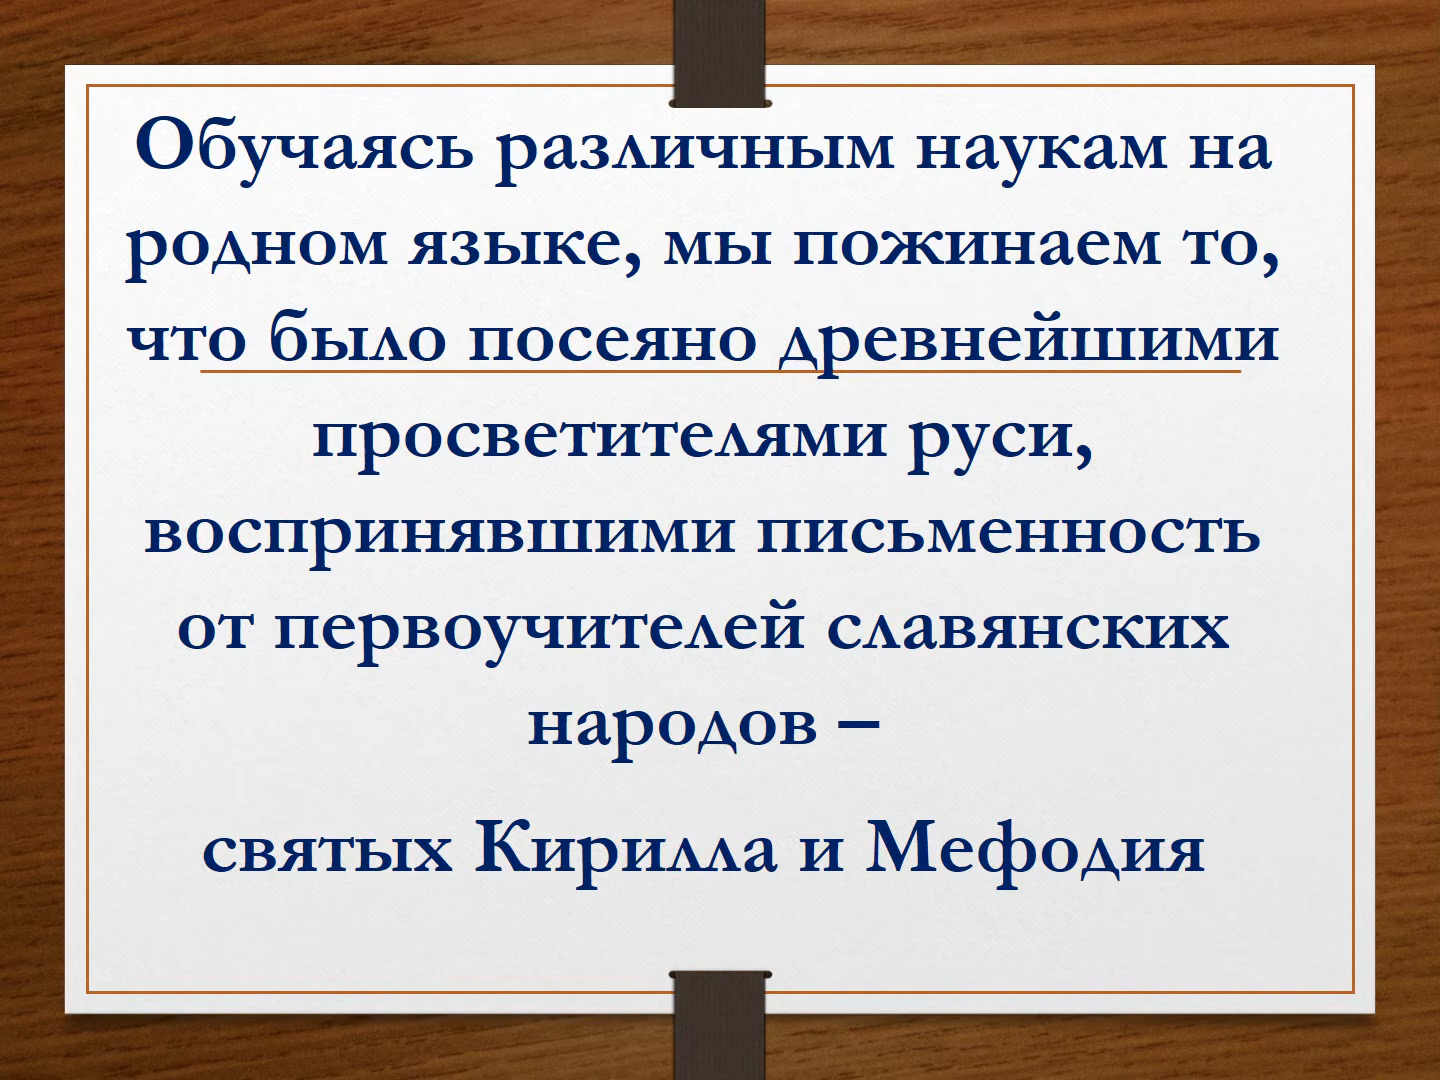 Обучаясь различным наукам на
родном языке, мы пожинаем то,
что было посеяно древнейшими
просветителями руси,
воспринявшими письменность
от первоучителей славянских
народов –
святых Кирилла и Мефодия